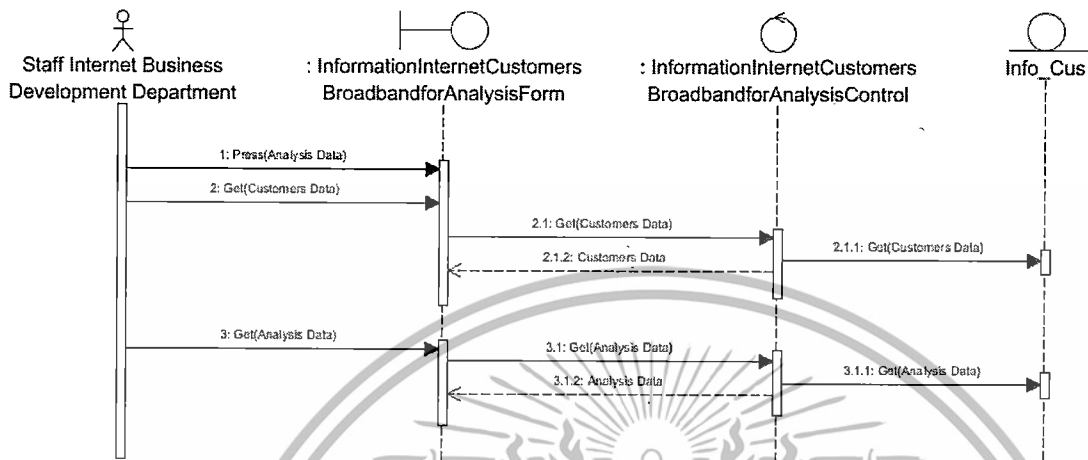 Staff Internet Business
Development Department
: InformationInternetCustomers
BroadbandforAnalysisForm
: InformationInternetCustomers
BroadbandforAnalysisControl
Info_Cus
1: Press(Analysis Data)
2: Get(Customers Data)
2.1: Get(Customers Data)
2.1.1: Get(Customers Data)
2.1.2: Customers Data
3: Get(Analysis Data)
3.1: Get(Analysis Data)
3.1.1: Get(Analysis Data)
3.1.2: Analysis Data